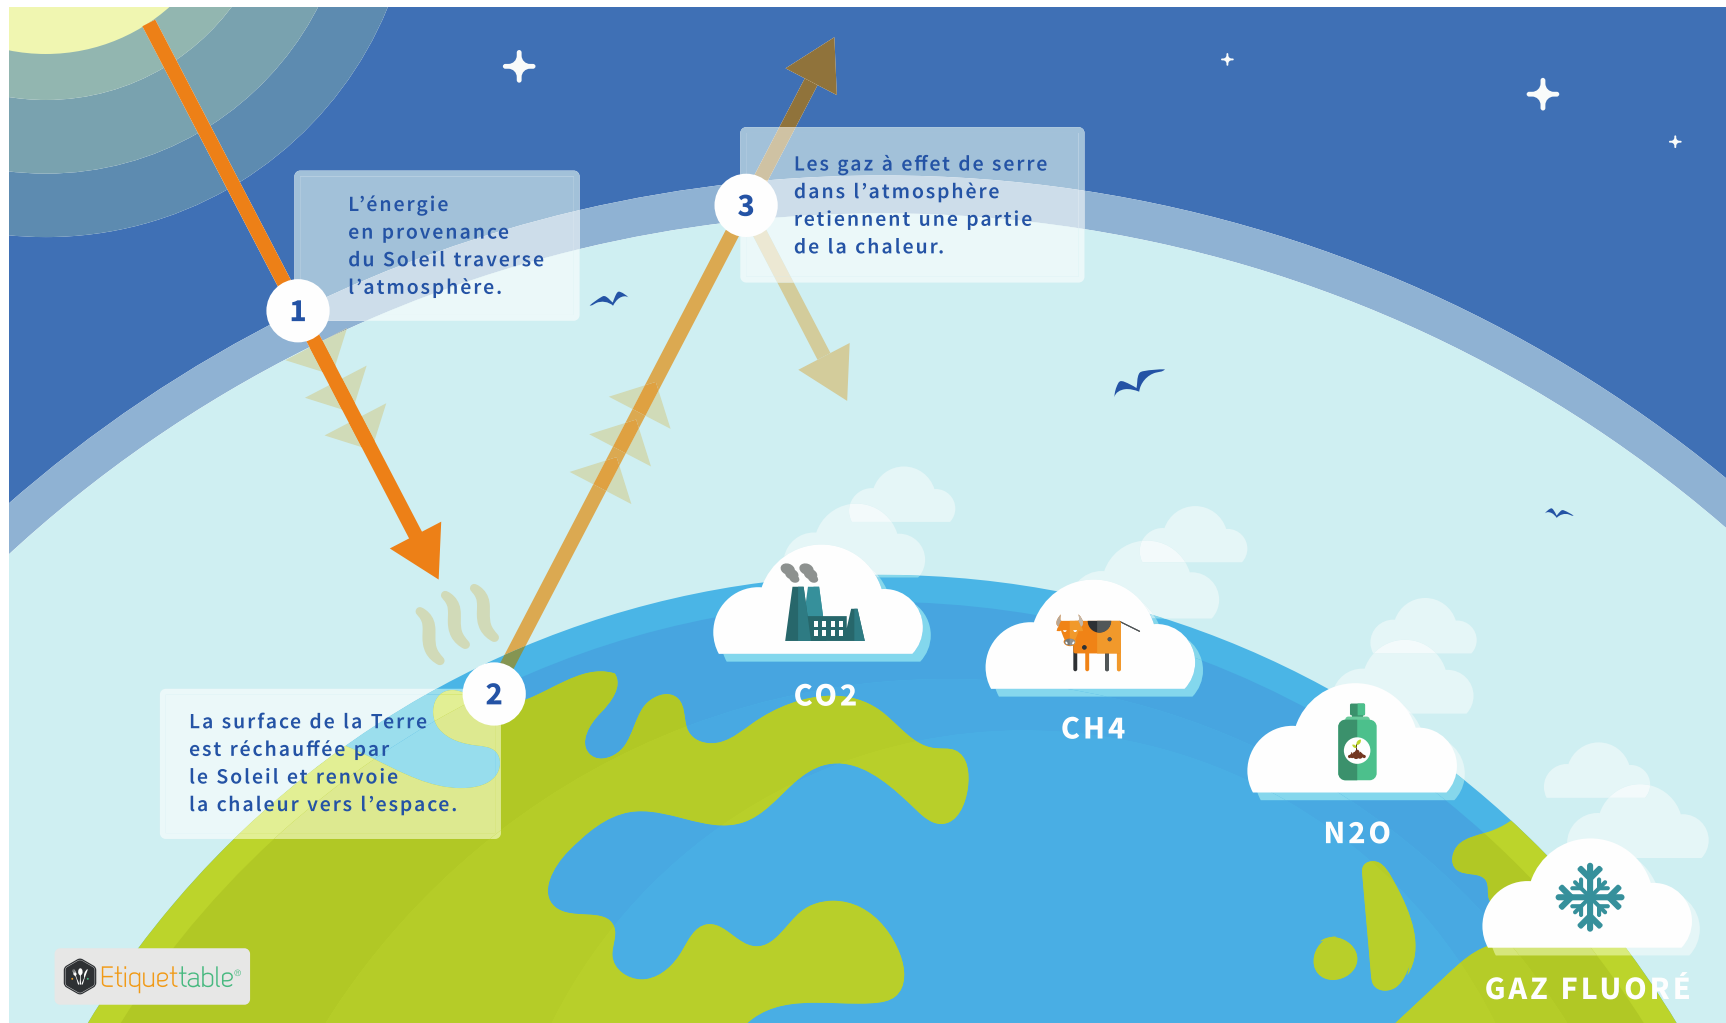 1
L’énergie
en provenance
du Soleil traverse
l’atmosphère.
3
Les gaz à effet de serre
dans l’atmosphère
retiennent une partie
de la chaleur.
2
La surface de la Terre
est réchauffée par
le Soleil et renvoie
la chaleur vers l’espace.
CO2
CH4
N2O
GAZ FLUORÉ
Etiquettable®